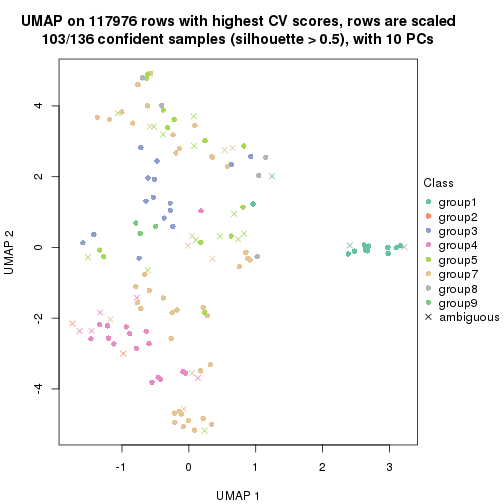 UMAP on 117976 rows with highest CV scores, rows are scaled
103/136 confident samples (silhouette > 0.5), with 10 PCs
4
2
0
-2
-4
UMAP 2
-1
0
1
2
3
UMAP 1
Class
group1
group2
group3
group4
group5
group7
group8
group9
ambiguous